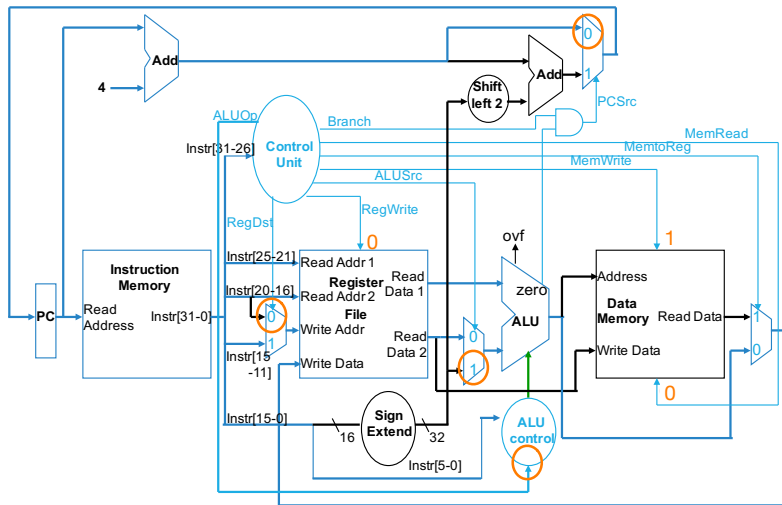 0
Add
Add
4
Shift
left 2
1
PCSrc
ALUOp
Branch
MemRead
Instr[31-26]
Control
Unit
MemtoReg
MemWrite
ALUSrc
RegDst
RegWrite
0
ovf
1
Instruction
Memory
Instr[25-21]
Read Addr 1
Register
Read
Data 1
zero
Address
Instr[20-16]
Read Addr 2
File
Data
Memory
Read Data
1
PC
Read
Address
Instr[31-0]
0
Write Addr
ALU
1
Read
Data 2
0
Write Data
0
Instr[15
-11]
Write Data
1
0
Instr[15-0]
Sign
Extend
16
32
ALU
control
Instr[5-0]